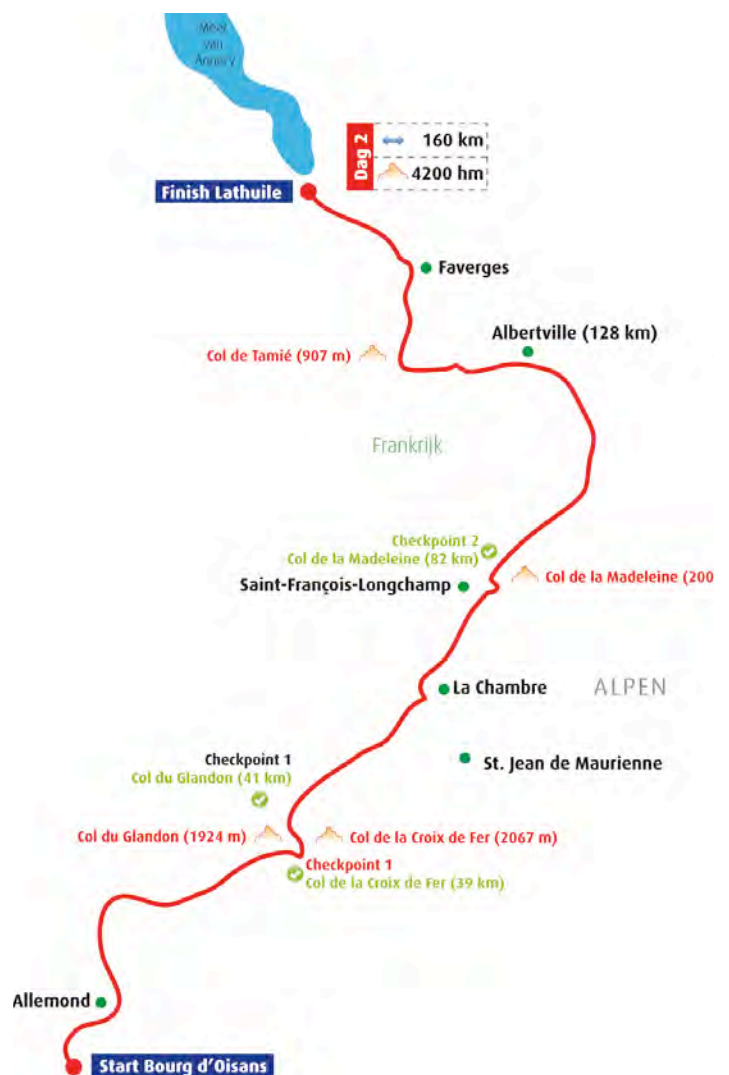 Meer
van
Annecy
Dag 2
160 km
4200 hm
Finish Lathuile
Faverges
Albertville (128 km)
Col de Tamié (907 m)
Frankrijk
Checkpoint 2
Col de la Madeleine (82 km)
Col de la Madeleine (200
Saint-François-Longchamp
La Chambre
ALPEN
Checkpoint 1
Col du Glandon (41 km)
St. Jean de Maurienne
Col du Glandon (1924 m)
Col de la Croix de Fer (2067 m)
Checkpoint 1
Col de la Croix de Fer (39 km)
Allemond
Start Bourg d'Oisans